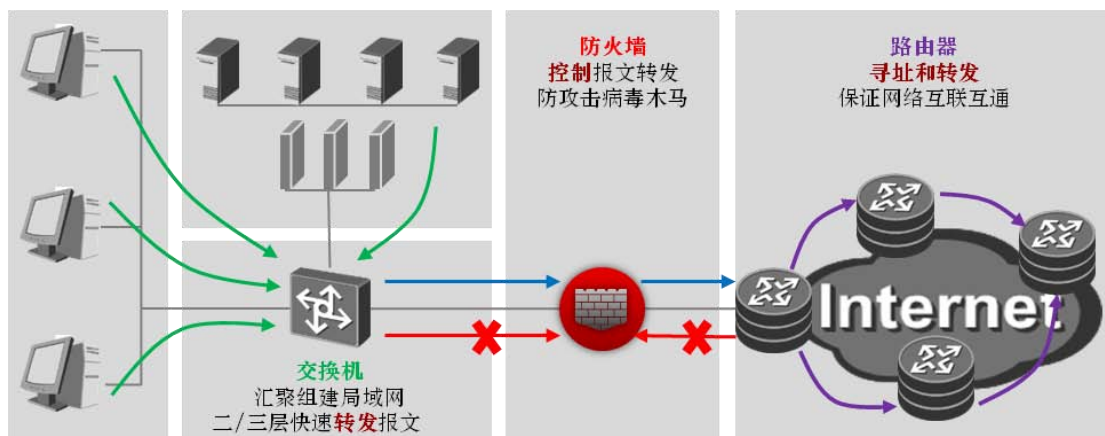 防火墙
控制报文转发
防攻击病毒木马
路由器
寻址和转发
保证网络互联互通
Internet
交换机
汇聚组建局域网
二/三层快速转发报文